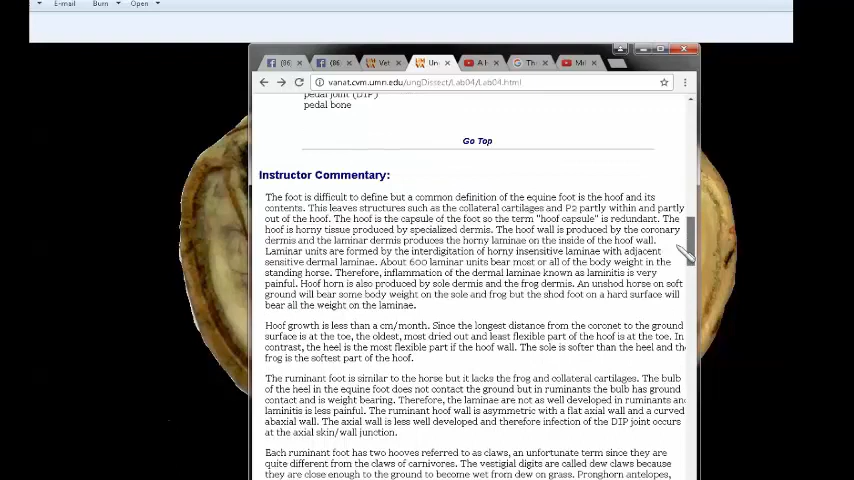 E-mail Burn Open
(86 (86 Vet Un A l Th Mi
vanat.cvm.umn.edu/ungDissect/Lab04/Lab04.html
pedal joint (DIP)
pedal bone
Go Top
Instructor Commentary:
The foot is difficult to define but a common definition of the equine foot is the hoof and its
contents. This leaves structures such as the collateral cartilages and P2 partly within and partly
out of the hoof. The hoof is the capsule of the foot so the term "hoof capsule" is redundant. The
hoof is horny tissue produced by specialized dermis. The hoof wall is produced by the coronary
dermis and the laminar dermis produces the horny laminae on the inside of the hoof wall.
Laminar units are formed by the interdigitation of horny insensitive laminae with adjacent
sensitive dermal laminae. About 600 laminar units bear most or all of the body weight in the
standing horse. Therefore, inflammation of the dermal laminae known as laminitis is very
painful. Hoof horn is also produced by sole dermis and the frog dermis. An unshod horse on soft
ground will bear some body weight on the sole and frog but the shod foot on a hard surface will
bear all the weight on the laminae.
Hoof growth is less than a cm/month. Since the longest distance from the coronet to the ground
surface is at the toe, the oldest, most dried out and least flexible part of the hoof is at the toe. In
contrast, the heel is the most flexible part if the hoof wall. The sole is softer than the heel and th
frog is the softest part of the hoof.
The ruminant foot is similar to the horse but it lacks the frog and collateral cartilages. The bulb
of the heel in the equine foot does not contact the ground but in ruminants the bulb has ground
contact and is weight bearing. Therefore, the laminae are not as well developed in ruminants and
laminitis is less painful. The ruminant hoof wall is asymmetric with a flat axial wall and a curved
abaxial wall. The axial wall is less well developed and therefore infection of the DIP joint occurs
at the axial skin/wall junction.
Each ruminant foot has two hooves referred to as claws, an unfortunate term since they are
quite different from the claws of carnivores. The vestigial digits are called dew claws because
they are close enough to the ground to become wet from dew on grass. Pronghorn antelopes,